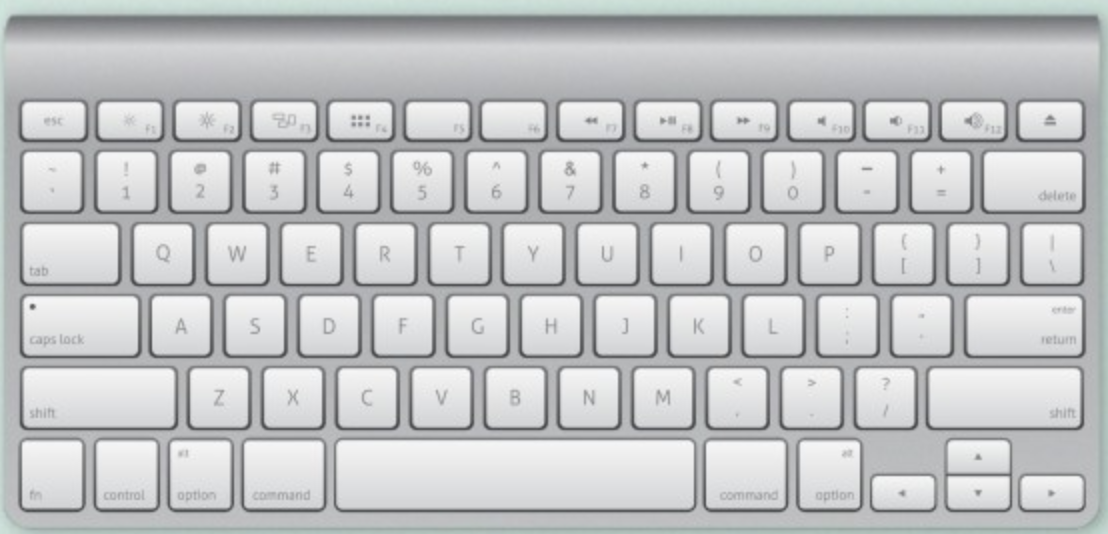 esc F1 F2 F3 F4 F5 F6 F7 F8 F9 F10 F11 F12
~ ! @ # $ % ^ & * ( ) — +
` 1 2 3 4 5 6 7 8 9 0 - = delete
tab Q W E R T Y U I O P { [ } ] | \
caps lock A S D F G H J K L : ; " ' enter return
shift Z X C V B N M < , > . ? / shift
fn control alt option command command alt option